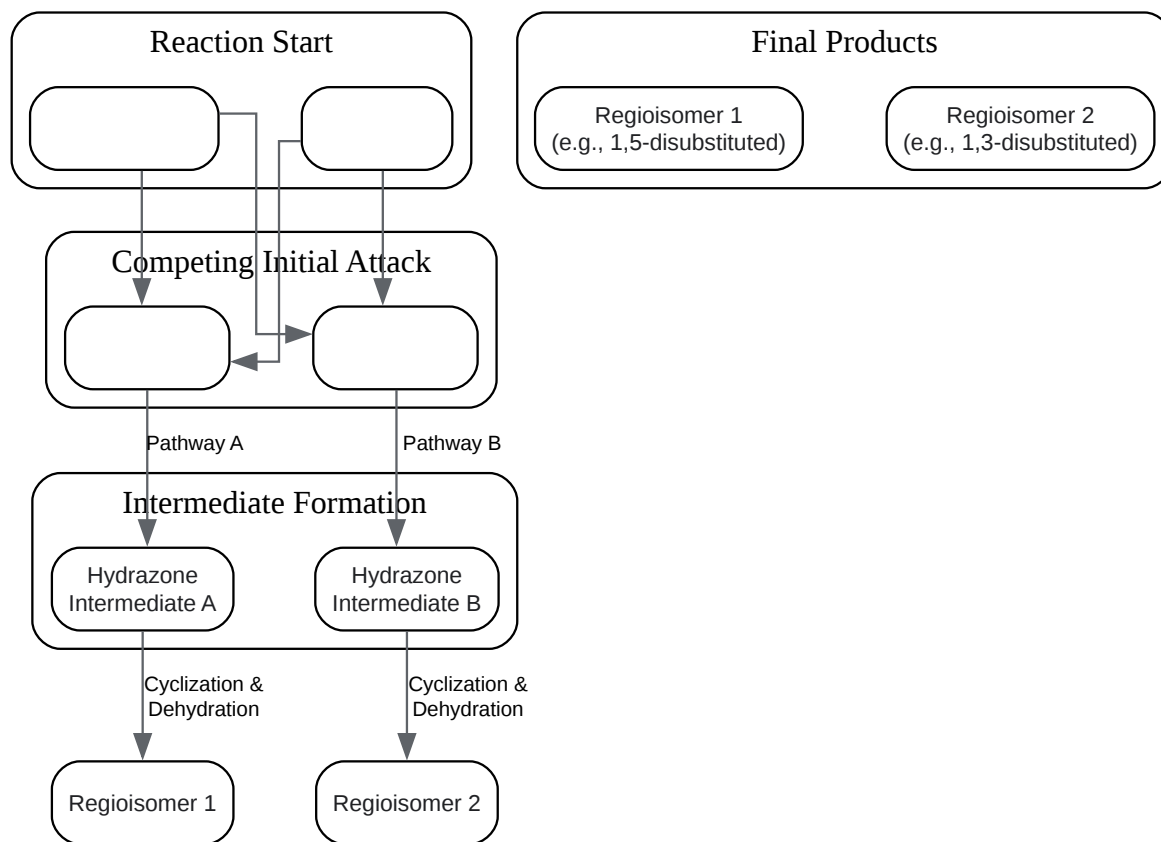 Reaction Start
Final Products
Regioisomer 1
(e.g., 1,5-disubstituted)
Regioisomer 2
(e.g., 1,3-disubstituted)
Competing Initial Attack
Pathway A
Pathway B
Intermediate Formation
Hydrazone
Intermediate A
Hydrazone
Intermediate B
Cyclization &
Dehydration
Cyclization &
Dehydration
Regioisomer 1
Regioisomer 2